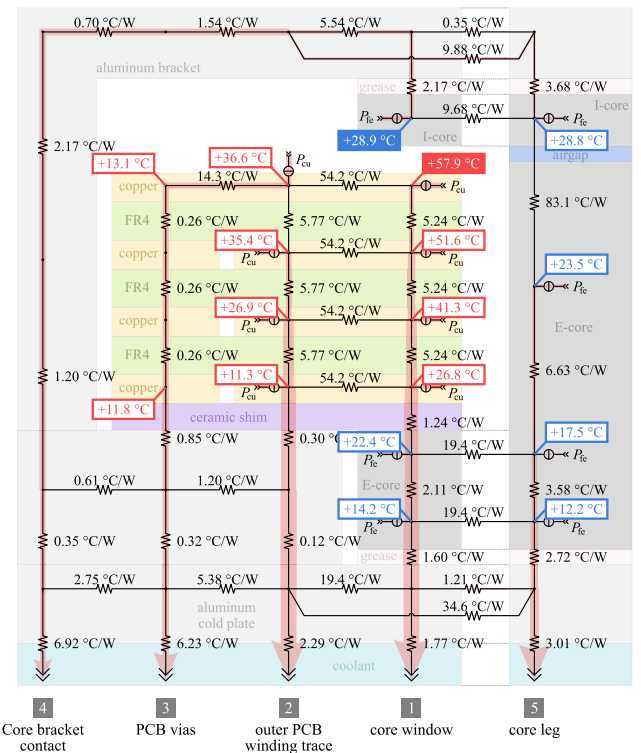 0.70 °C/W 1.54 °C/W 5.54 °C/W 0.35 °C/W
9.88 °C/W
aluminum bracket
grease 2.17 °C/W 3.68 °C/W
I-core
Pfe 9.68 °C/W Pfe
2.17 °C/W +28.9 °C I-core +28.8 °C
airgap
+13.1 °C +36.6 °C Pcu +57.9 °C
14.3 °C/W 54.2 °C/W
copper Pcu
83.1 °C/W
FR4 0.26 °C/W 5.77 °C/W 5.24 °C/W
+35.4 °C 54.2 °C/W +51.6 °C
copper Pcu Pcu
+23.5 °C
FR4 0.26 °C/W 5.77 °C/W 5.24 °C/W Pfe
+26.9 °C 54.2 °C/W +41.3 °C
copper Pcu Pcu
E-core
FR4 0.26 °C/W 5.77 °C/W 5.24 °C/W
6.63 °C/W
1.20 °C/W +11.3 °C 54.2 °C/W +26.8 °C
copper Pcu Pcu
+11.8 °C
ceramic shim 1.24 °C/W
0.85 °C/W 0.30 °C +22.4 °C 19.4 °C/W +17.5 °C
Pfe Pfe
0.61 °C/W 1.20 °C/W E-core 2.11 °C/W 3.58 °C/W
+14.2 °C 19.4 °C/W +12.2 °C
Pfe Pfe
0.35 °C/W 0.32 °C/W 0.12 °C/W
grease 1.60 °C/W 2.72 °C/W
2.75 °C/W 5.38 °C/W 19.4 °C/W 1.21 °C/W
aluminum
cold plate
34.6 °C/W
6.92 °C/W 6.23 °C/W 2.29 °C/W 1.77 °C/W 3.01 °C/W
coolant
4 3 2 1 5
Core bracket PCB vias outer PCB core window core leg
contact winding trace